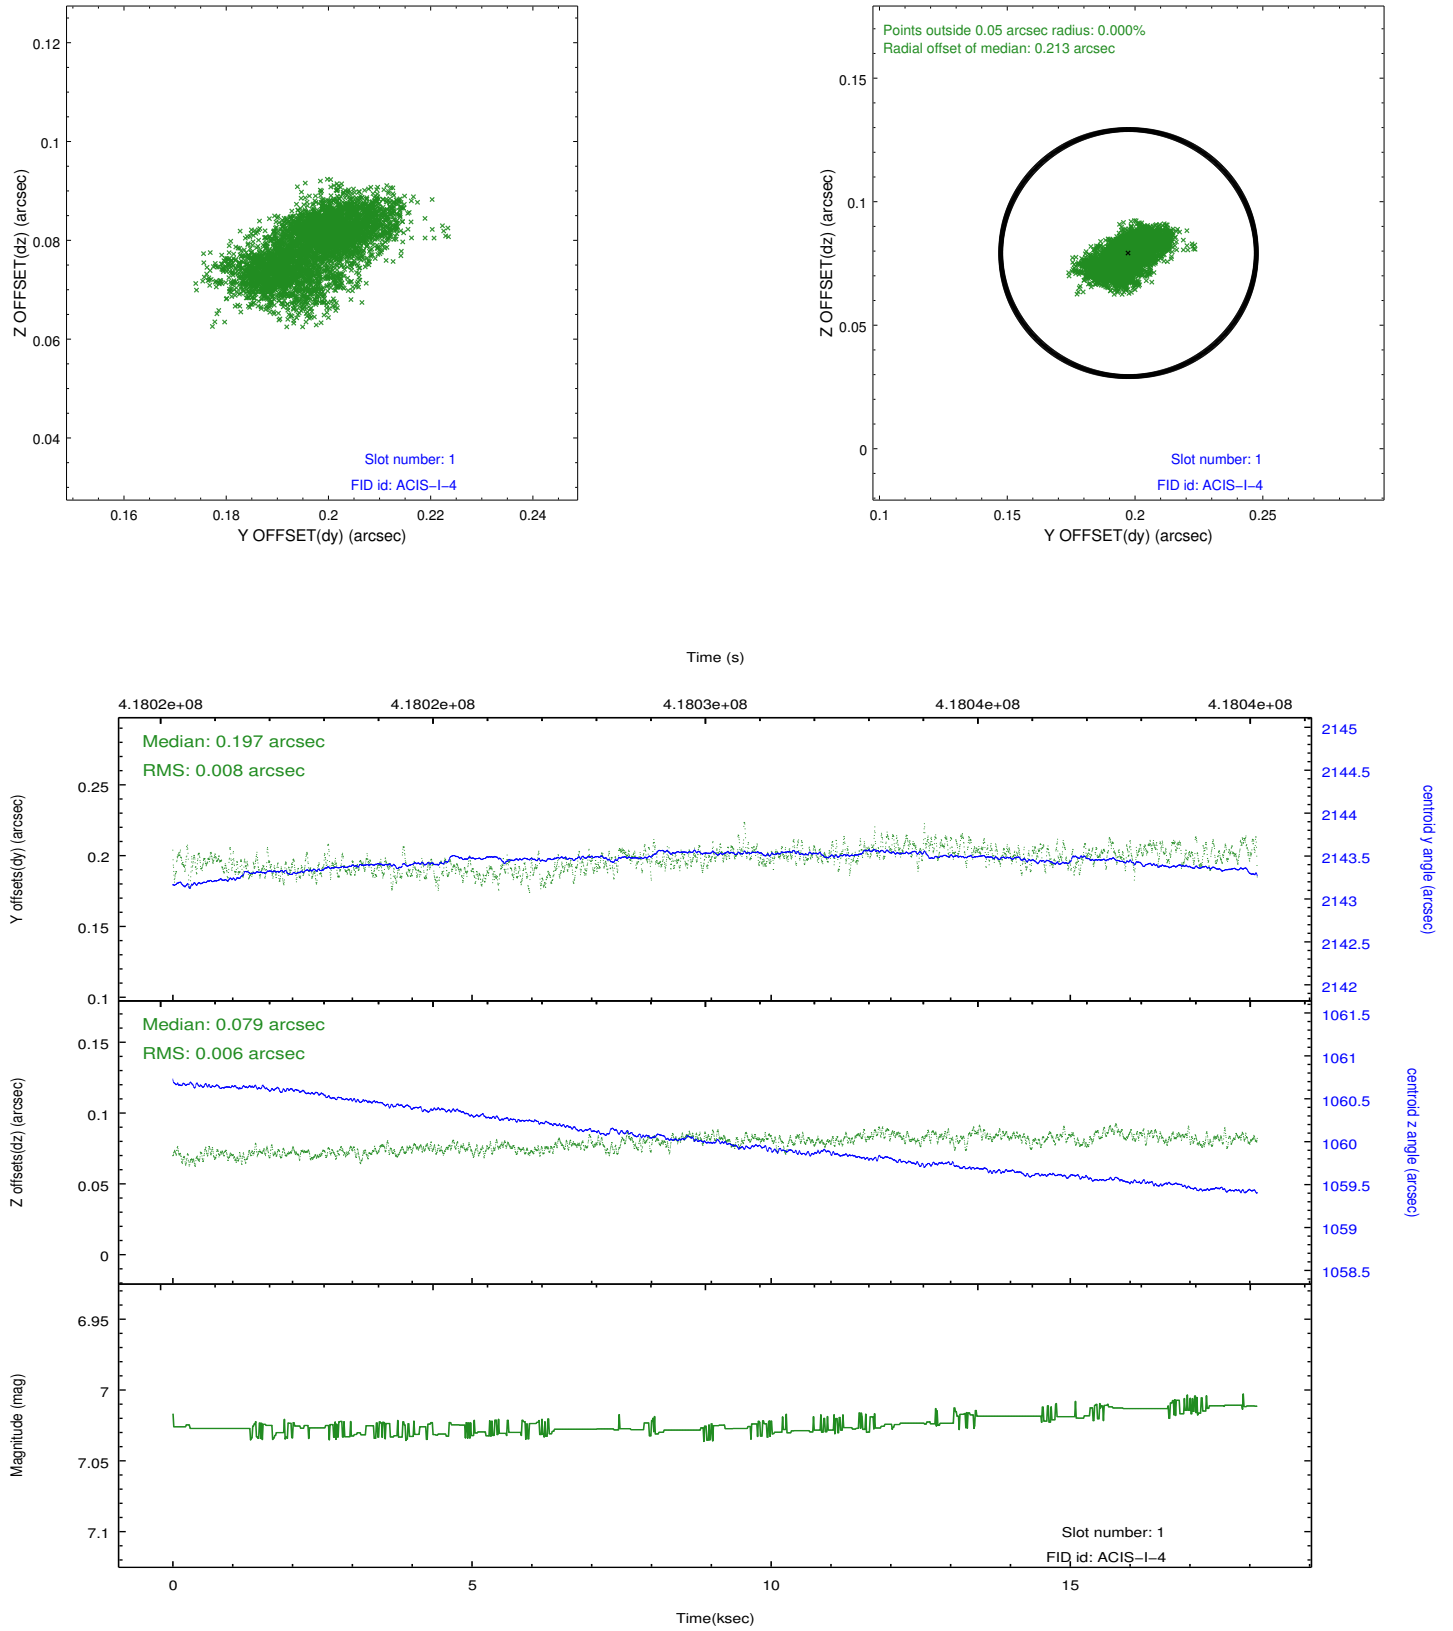 0.12
0.1
0.08
0.06
0.04
Z OFFSET(dz) (arcsec)
Slot number: 1
FID id: ACIS−I−4
0.16 0.18 0.2 0.22 0.24
Y OFFSET(dy) (arcsec)
Points outside 0.05 arcsec radius: 0.000%
Radial offset of median: 0.213 arcsec
0.15
0.1
0.05
0
Z OFFSET(dz) (arcsec)
Slot number: 1
FID id: ACIS−I−4
0.1 0.15 0.2 0.25
Y OFFSET(dy) (arcsec)
Time (s)
4.1802e+08 4.1802e+08 4.1803e+08 4.1804e+08 4.1804e+08
Median: 0.197 arcsec
RMS: 0.008 arcsec
0.25
0.2
0.15
0.1
Y offsets(dy) (arcsec)
2145
2144.5
2144
2143.5
2143
2142.5
2142
centroid y angle (arcsec)
Median: 0.079 arcsec
RMS: 0.006 arcsec
0.15
0.1
0.05
0
Z offsets(dz) (arcsec)
1061.5
1061
1060.5
1060
1059.5
1059
1058.5
centroid z angle (arcsec)
6.95
7
7.05
7.1
Magnitude (mag)
Slot number: 1
FID id: ACIS−I−4
0 5 10 15
Time(ksec)